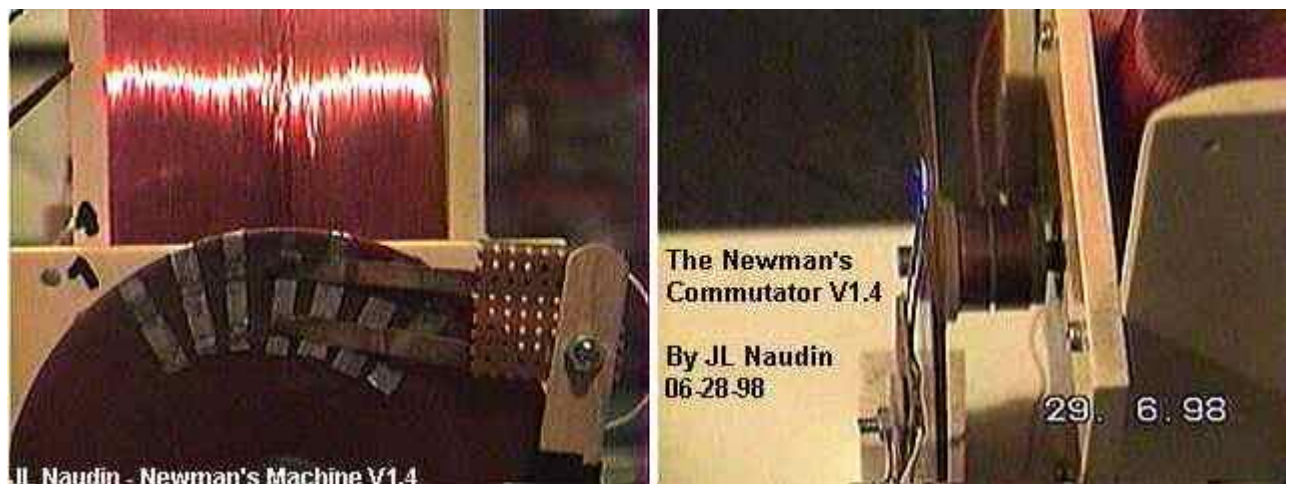 JL Naudin - Newman's Machine V1.4
The Newman's
Commutator V1.4
By JL Naudin
06-28-98
29. 6.98